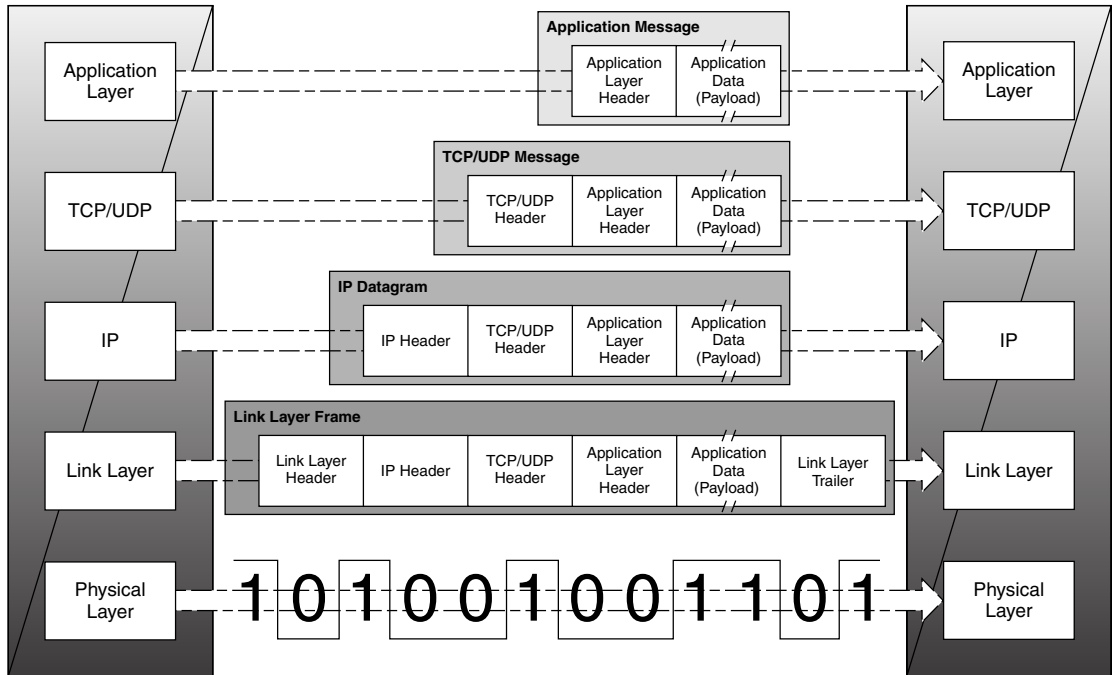 Application Message
Application
Layer
Application
Layer
Header
Application
Data
(Payload)
Application
Layer
TCP/UDP Message
TCP/UDP
TCP/UDP
Header
Application
Layer
Header
Application
Data
(Payload)
TCP/UDP
IP Datagram
IP
IP Header
TCP/UDP
Header
Application
Layer
Header
Application
Data
(Payload)
IP
Link Layer Frame
Link Layer
Link Layer
Header
IP Header
TCP/UDP
Header
Application
Layer
Header
Application
Data
(Payload)
Link Layer
Trailer
Link Layer
Physical
Layer
1 0 1 0 0 1 0 0 1 1 0 1
Physical
Layer